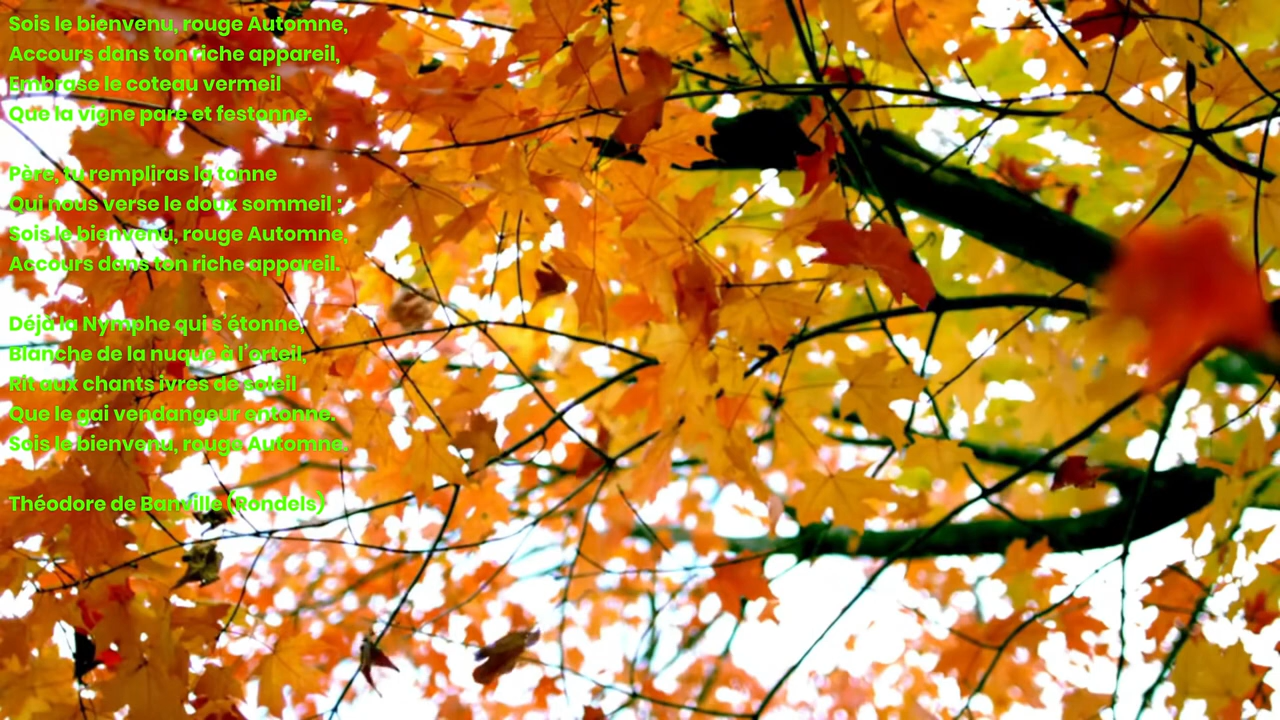 Sois le bienvenu, rouge Automne,
Accours dans ton riche appareil,
Embrase le coteau vermeil
Que la vigne pare et festonne.
Père, tu rempliras la tonne
Qui nous verse le doux sommeil ;
Sois le bienvenu, rouge Automne,
Accours dans ton riche appareil.
Déjà la Nymphe qui s'étonne,
Blanche de la nuque à l'orteil,
Rit aux chants ivres de soleil
Que le gai vendangeur entonne.
Sois le bienvenu, rouge Automne.
Théodore de Banville (Rondels)